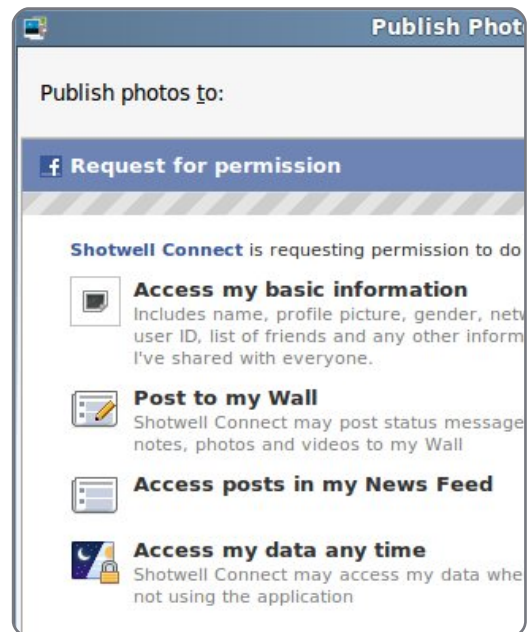 Publish Phot
Publish photos to:
Request for permission
Shotwell Connect is requesting permission to do
Access my basic information
Includes name, profile picture, gender, netw
user ID, list of friends and any other inform
I've shared with everyone.
Post to my Wall
Shotwell Connect may post status message
notes, photos and videos to my Wall
Access posts in my News Feed
Access my data any time
Shotwell Connect may access my data whe
not using the application